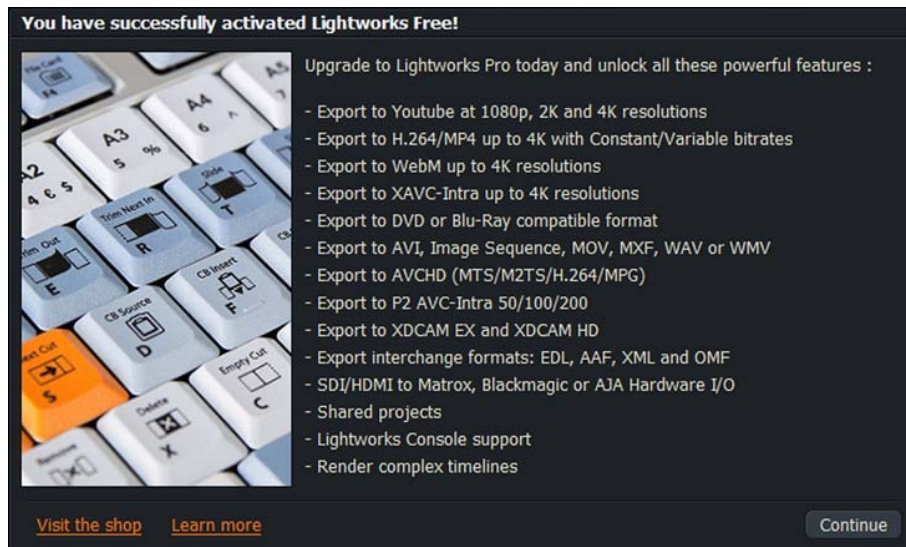 You have successfully activated Lightworks Free!
Upgrade to Lightworks Pro today and unlock all these powerful features :
- Export to Youtube at 1080p, 2K and 4K resolutions
- Export to H.264/MP4 up to 4K with Constant/Variable bitrates
- Export to WebM up to 4K resolutions
- Export to XAVC-Intra up to 4K resolutions
- Export to DVD or Blu-Ray compatible format
- Export to AVI, Image Sequence, MOV, MXF, WAV or WMV
- Export to AVCHD (MTS/M2TS/H.264/MPG)
- Export to P2 AVC-Intra 50/100/200
- Export to XDCAM EX and XDCAM HD
- Export interchange formats: EDL, AAF, XML and OMF
- SDI/HDMI to Matrox, Blackmagic or AJA Hardware I/O
- Shared projects
- Lightworks Console support
- Render complex timelines
File Card
F4
A5
A4
6 ^
A3
5 %
A2
4 € $
Slide
T
Trim Next In
R
Trim Out
E
CB Insert
F
CB Source
D
Next Cut
S
Empty Cut
C
Delete
X
Remove
Visit the shop Learn more Continue